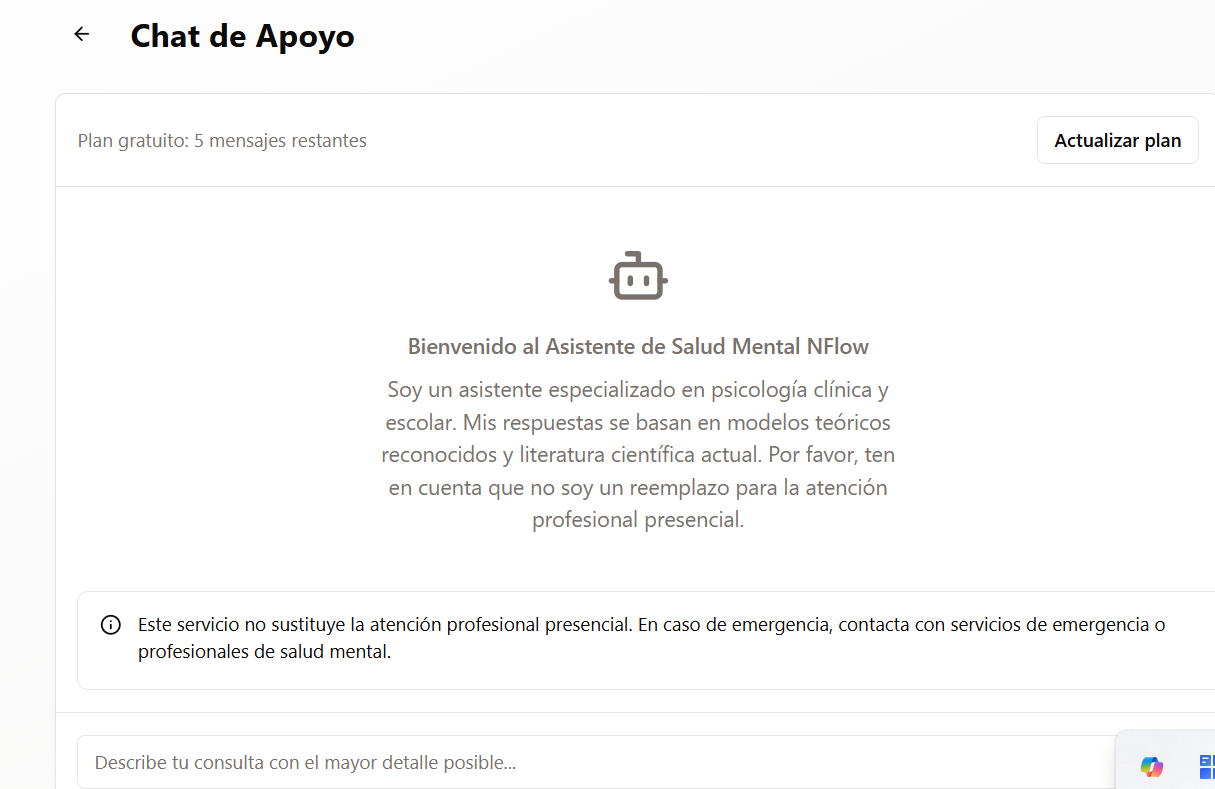 Chat de Apoyo
Plan gratuito: 5 mensajes restantes
Actualizar plan
Bienvenido al Asistente de Salud Mental NFlow
Soy un asistente especializado en psicología clínica y
escolar. Mis respuestas se basan en modelos teóricos
reconocidos y literatura científica actual. Por favor, ten
en cuenta que no soy un reemplazo para la atención
profesional presencial.
Este servicio no sustituye la atención profesional presencial. En caso de emergencia, contacta con servicios de emergencia o
profesionales de salud mental.
Describe tu consulta con el mayor detalle posible...